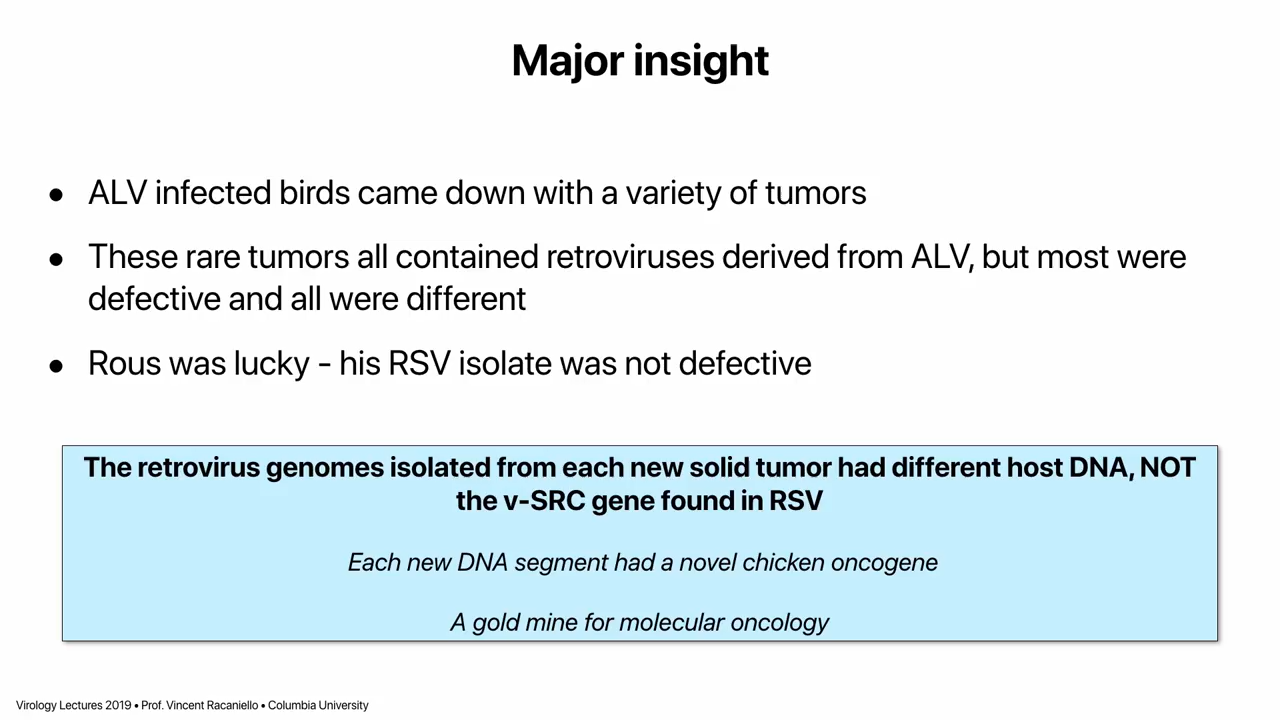 Major insight
● ALV infected birds came down with a variety of tumors
● These rare tumors all contained retroviruses derived from ALV, but most were
defective and all were different
● Rous was lucky - his RSV isolate was not defective
The retrovirus genomes isolated from each new solid tumor had different host DNA, NOT
the v-SRC gene found in RSV
Each new DNA segment had a novel chicken oncogene
A gold mine for molecular oncology
Virology Lectures 2019 • Prof. Vincent Racaniello • Columbia University